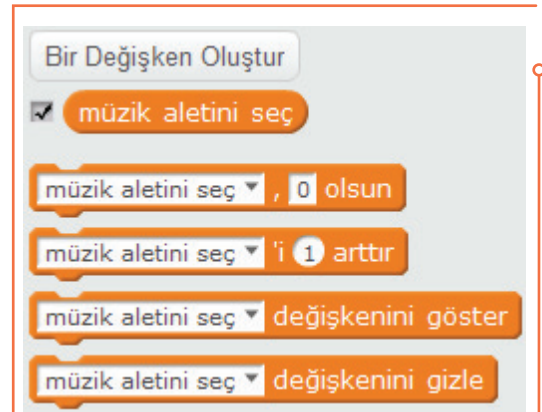 Bir Değişken Oluştur
müzik aletini seç
müzik aletini seç , 0 olsun
müzik aletini seç 'i 1 arttır
müzik aletini seç değişkenini göster
müzik aletini seç değişkenini gizle